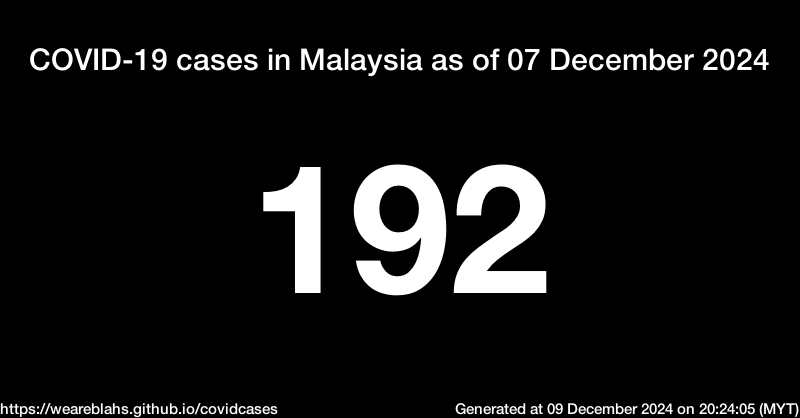 COVID-19 cases in Malaysia as of 07 December 2024
192
https://weareblahs.github.io/covidcases
Generated at 09 December 2024 on 20:24:05 (MYT)